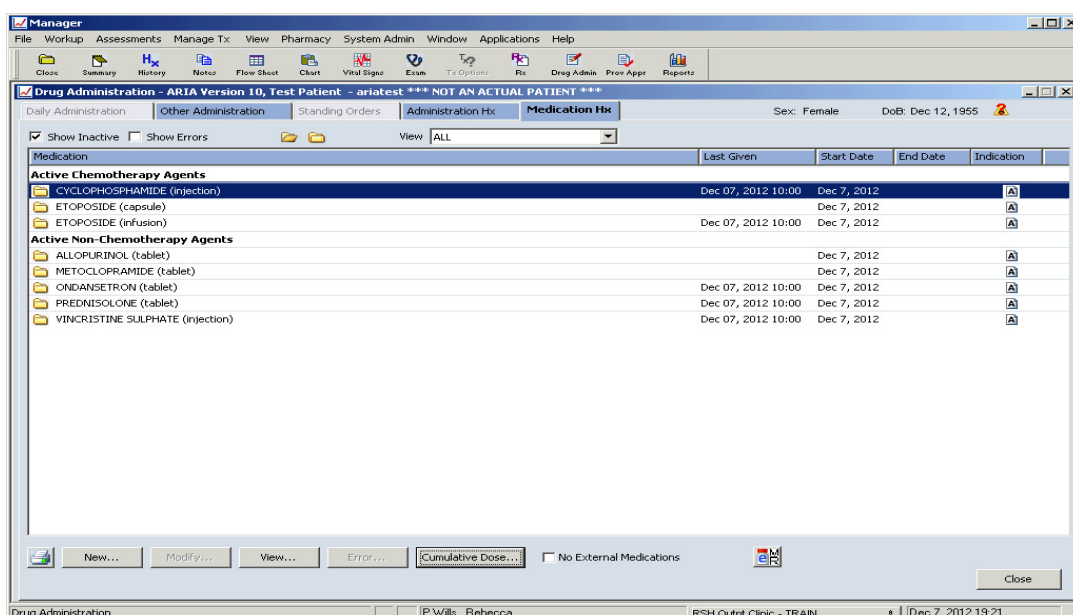 Manager
File Workup Assessments Manage Tx View Pharmacy System Admin Window Applications Help
Close Summary History Notes Flow Sheet Chart Vital Signs Exam Tx Options Rx Drug Admin Prov Appr Reports
Drug Administration - ARIA Version 10, Test Patient - ariatest *** NOT AN ACTUAL PATIENT ***
Daily Administration Other Administration Standing Orders Administration Hx Medication Hx Sex: Female DoB: Dec 12, 1955
Show Inactive Show Errors View ALL
Medication Last Given Start Date End Date Indication
Active Chemotherapy Agents
CYCLOPHOSPHAMIDE (injection) Dec 07, 2012 10:00 Dec 7, 2012 A
ETOPOSIDE (capsule) Dec 7, 2012 A
ETOPOSIDE (infusion) Dec 07, 2012 10:00 Dec 7, 2012 A
Active Non-Chemotherapy Agents
ALLOPURINOL (tablet) Dec 7, 2012 A
METOCLOPRAMIDE (tablet) Dec 7, 2012 A
ONDANSETRON (tablet) Dec 07, 2012 10:00 Dec 7, 2012 A
PREDNISOLONE (tablet) Dec 07, 2012 10:00 Dec 7, 2012 A
VINCRISTINE SULPHATE (injection) Dec 07, 2012 10:00 Dec 7, 2012 A
New... Modify... View... Error... Cumulative Dose... No External Medications eMR
Close
Drug Administration P Wills, Rebecca RSH Outpt Clinic - TRAIN Dec 7, 2012 19:21